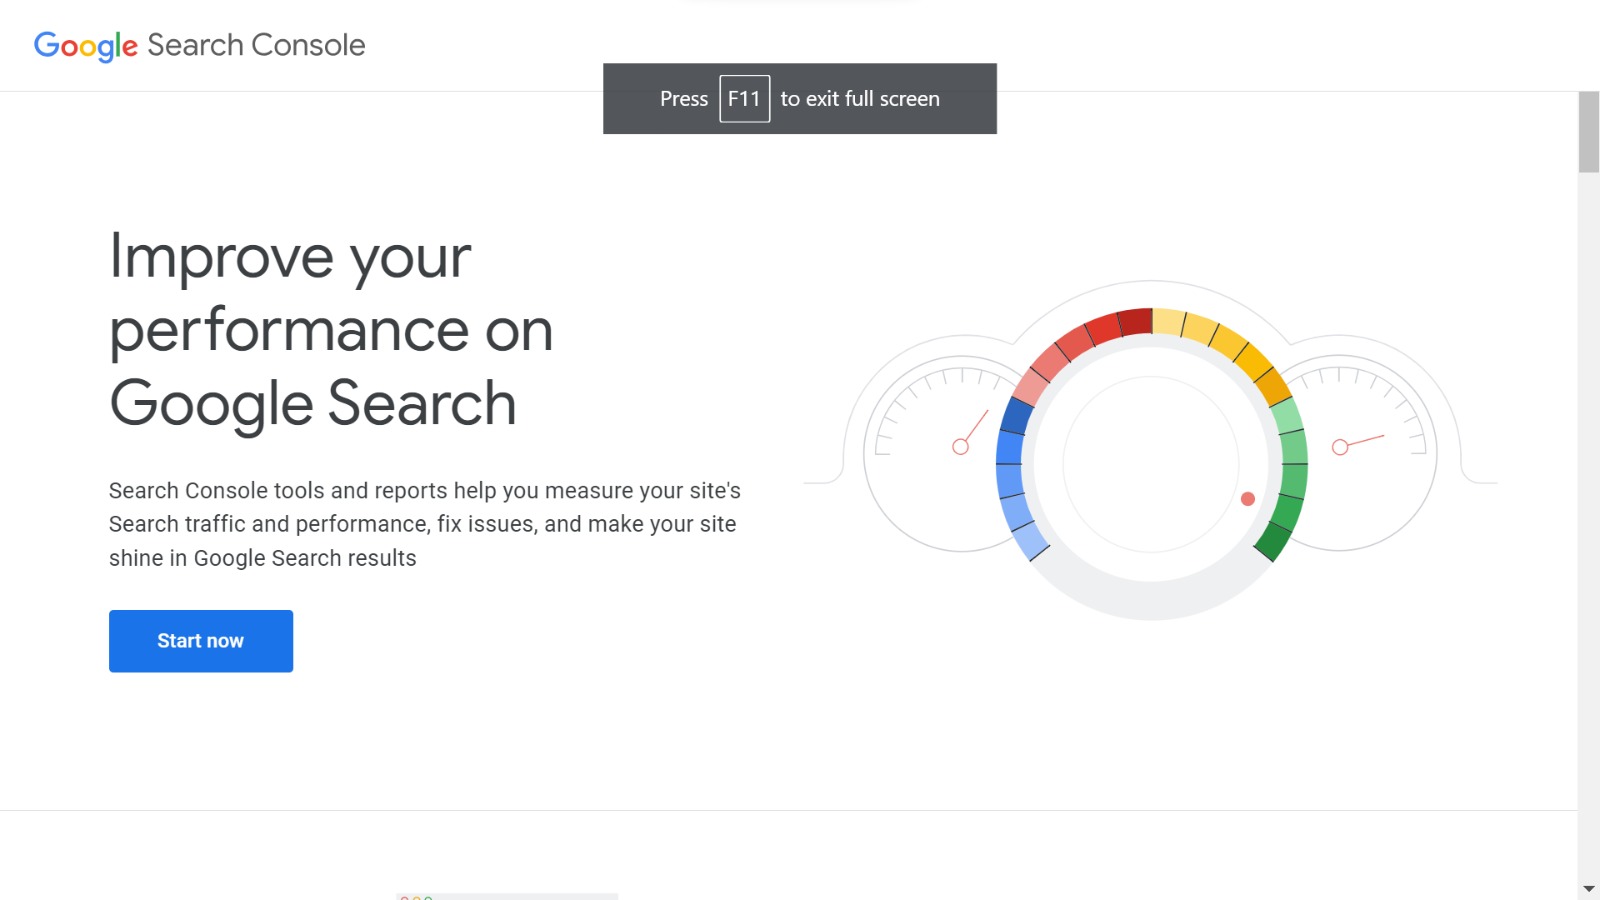 Google Search Console
Press F11 to exit full screen
Improve your
performance on
Google Search
Search Console tools and reports help you measure your site's
Search traffic and performance, fix issues, and make your site
shine in Google Search results
Start now